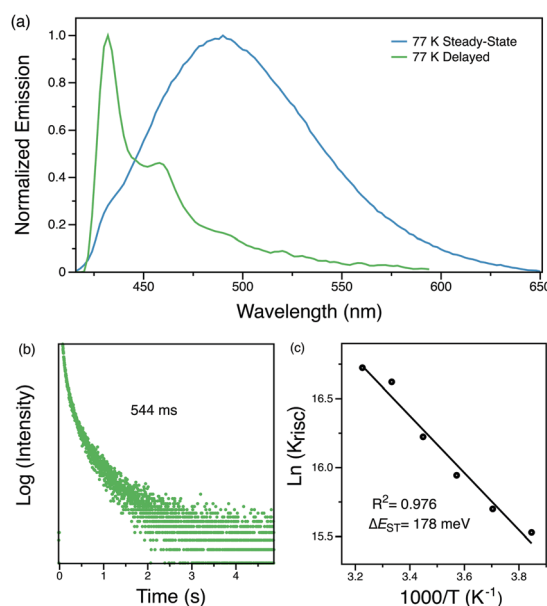 (a)
77 K Steady-State
77 K Delayed
Normalized Emission
1.0
0.8
0.6
0.4
0.2
0
450
500
550
600
650
Wavelength (nm)
(b)
544 ms
Log (Intensity)
0
1
2
3
4
Time (s)
(c)
Ln (Krisc)
16.5
16.0
15.5
R²= 0.976
ΔEST= 178 meV
3.2
3.4
3.6
3.8
1000/T (K⁻¹)